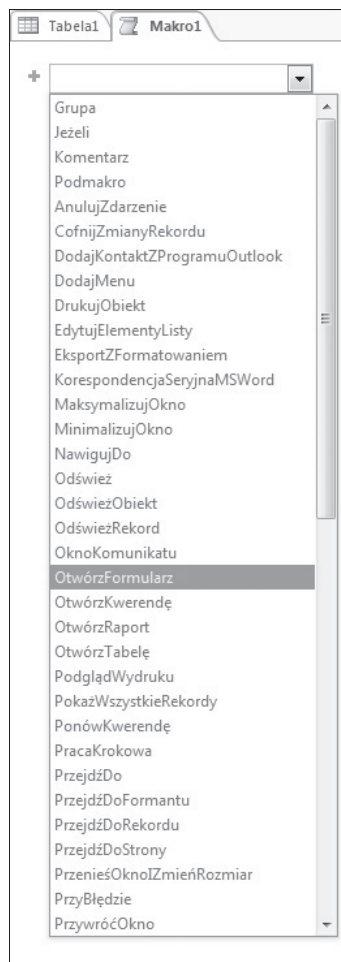 Tabela1 Makro1
Grupa
Jeżeli
Komentarz
Podmakro
AnulujZdarzenie
CofnijZmianyRekordu
DodajKontaktZProgramuOutlook
DodajMenu
DrukujObiekt
EdytujElementyListy
EksportZFormatowaniem
KorespondencjaSeryjnaMSWord
MaksymalizujOkno
MinimalizujOkno
NawigujDo
Odśwież
OdświeżObiekt
OdświeżRekord
OknoKomunikatu
OtwórzFormularz
OtwórzKwerendę
OtwórzRaport
OtwórzTabelę
PodglądWydruku
PokażWszystkieRekordy
PonówKwerendę
PracaKrokowa
PrzejdźDo
PrzejdźDoFormantu
PrzejdźDoRekordu
PrzejdźDoStrony
PrzenieśOknoIZmieńRozmiar
PrzyBłędzie
PrzywróćOkno